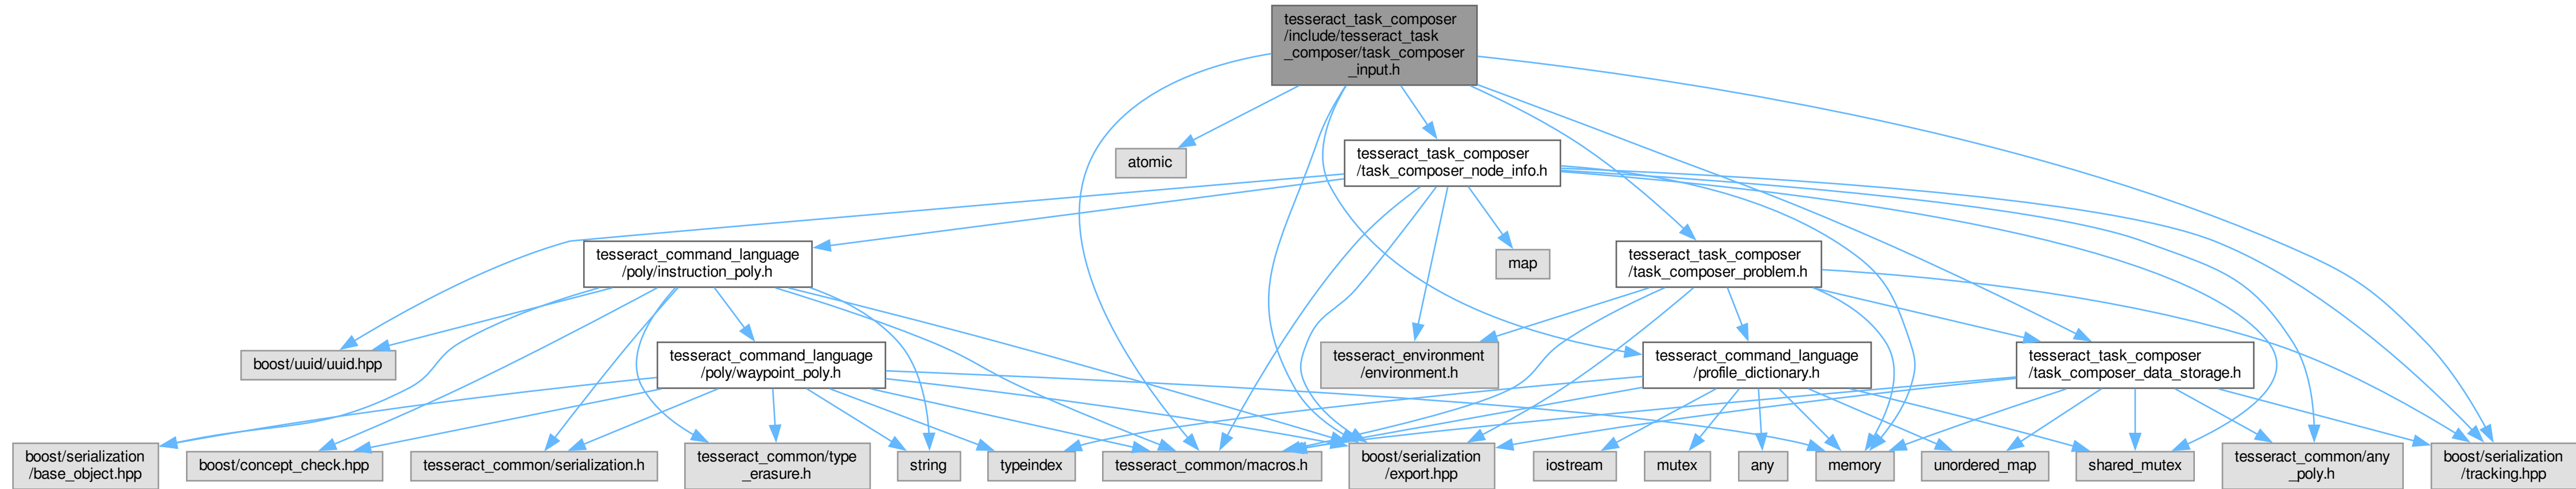 tesseract_task_composer
/include/tesseract_task
_composer/task_composer
_input.h
atomic
tesseract_task_composer
/task_composer_node_info.h
tesseract_command_language
/poly/instruction_poly.h
map
tesseract_task_composer
/task_composer_problem.h
boost/uuid/uuid.hpp
tesseract_command_language
/poly/waypoint_poly.h
tesseract_environment
/environment.h
tesseract_command_language
/profile_dictionary.h
tesseract_task_composer
/task_composer_data_storage.h
boost/serialization
/base_object.hpp
boost/concept_check.hpp
tesseract_common/serialization.h
tesseract_common/type
_erasure.h
string
typeindex
tesseract_common/macros.h
boost/serialization
/export.hpp
iostream
mutex
any
memory
unordered_map
shared_mutex
tesseract_common/any
_poly.h
boost/serialization
/tracking.hpp